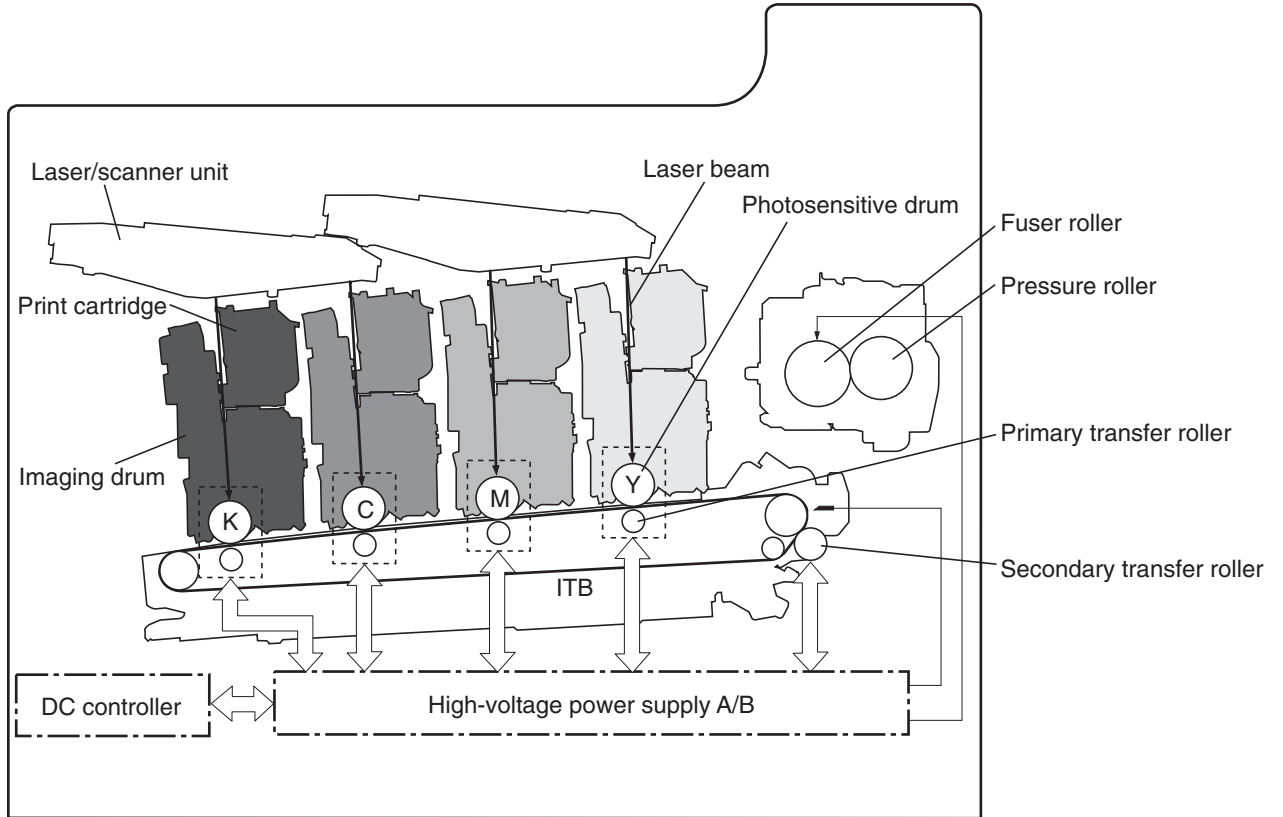 Laser/scanner unit
Laser beam
Photosensitive drum
Fuser roller
Pressure roller
Print cartridge
Primary transfer roller
Imaging drum
K
C
M
Y
Secondary transfer roller
ITB
DC controller
High-voltage power supply A/B